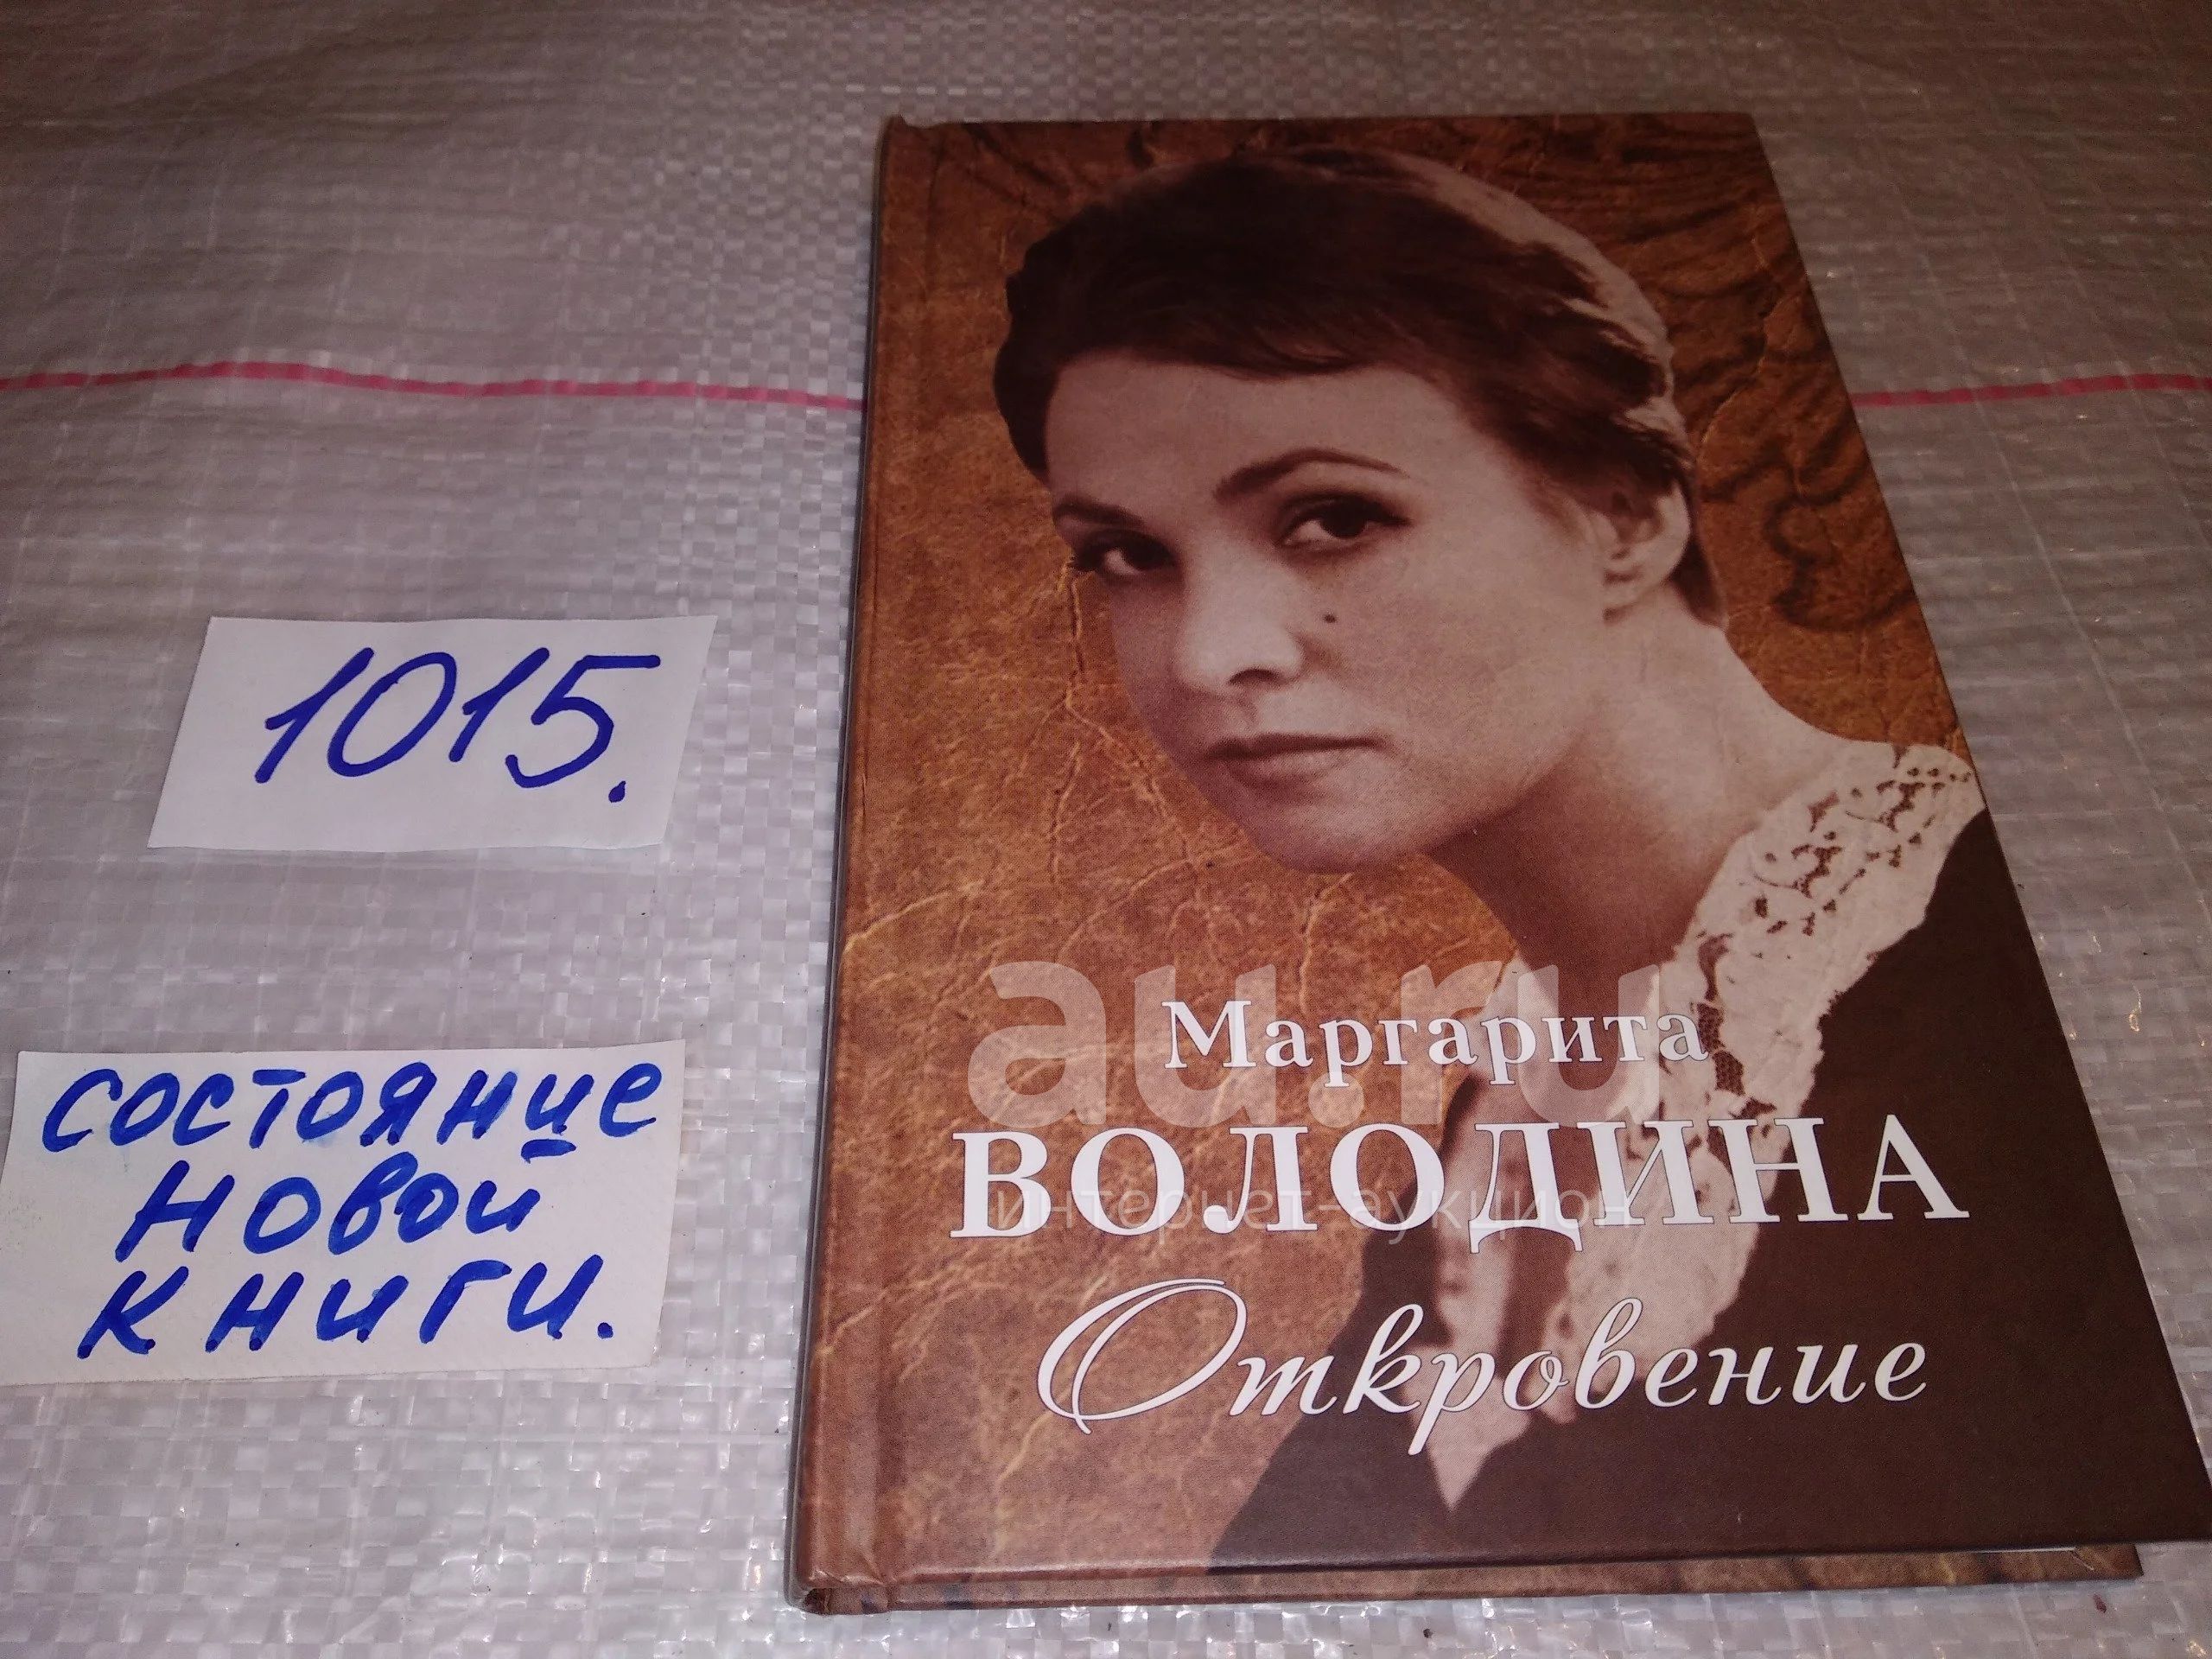 1015.
состояние
новой
книги.
au.ru
Маргарита
ВОЛОДИНА
интернет-аукцион
Откровение